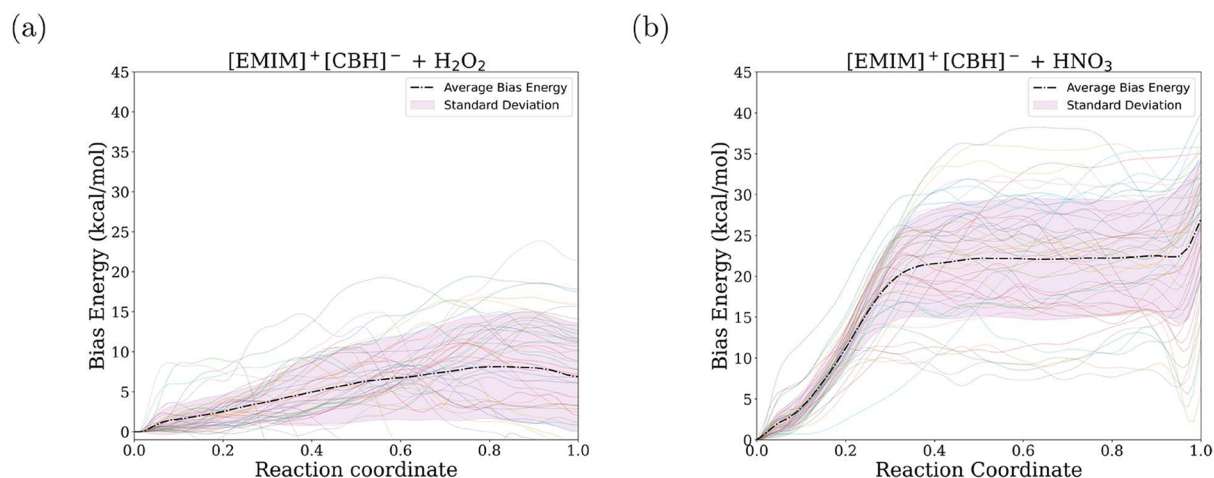 (a)
[EMIM]⁺[CBH]⁻ + H₂O₂
Average Bias Energy
Standard Deviation
Bias Energy (kcal/mol)
45
40
35
30
25
20
15
10
5
0
0.0 0.2 0.4 0.6 0.8 1.0
Reaction coordinate
(b)
[EMIM]⁺[CBH]⁻ + HNO₃
Average Bias Energy
Standard Deviation
Bias Energy (kcal/mol)
45
40
35
30
25
20
15
10
5
0
0.0 0.2 0.4 0.6 0.8 1.0
Reaction Coordinate